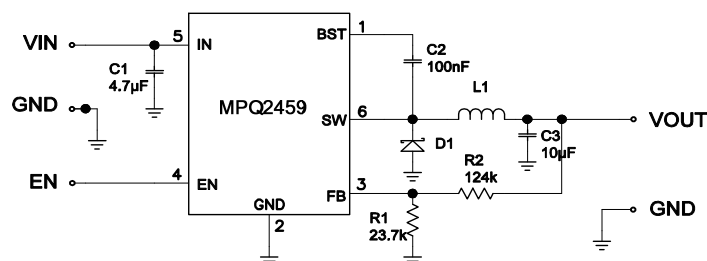 VIN
5
IN
BST
1
C1
4.7µF
C2
100nF
GND
MPQ2459
L1
SW
6
VOUT
D1
C3
10µF
EN
4
EN
FB
3
R2
124k
GND
2
R1
23.7k
GND